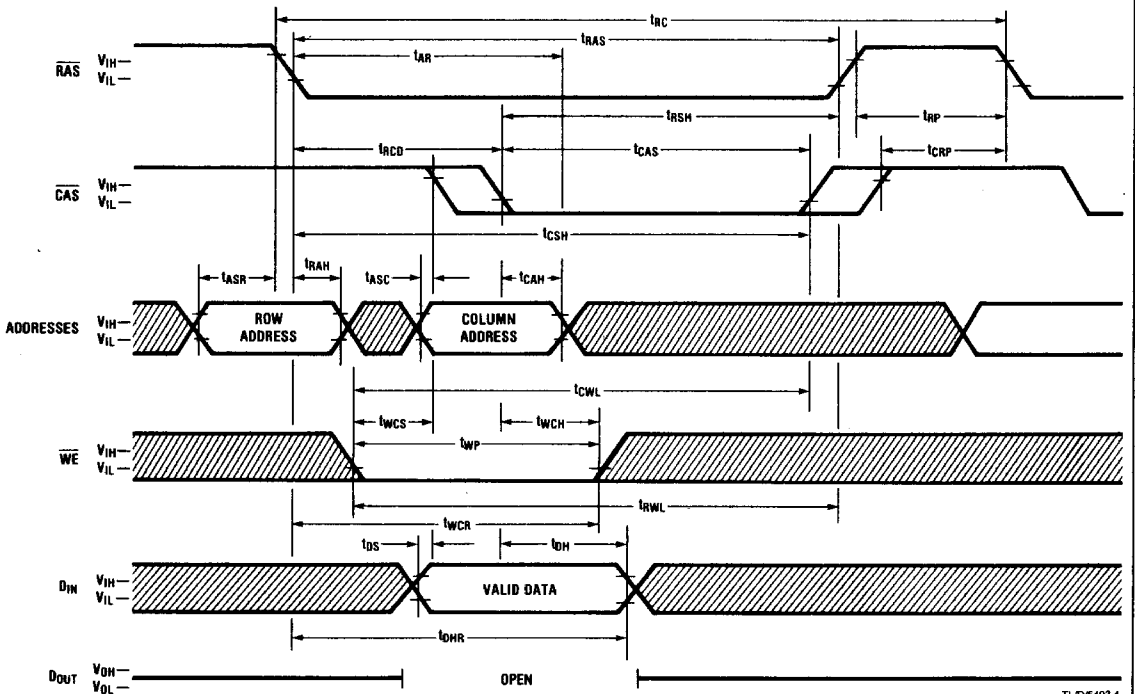 tRC
tRAS
tAR
RAS VIH
VIL
tRSH
tRP
tRCD
tCAS
tCRP
CAS VIH
VIL
tCSH
tASR
tRAH
tASC
tCAH
ADDRESSES VIH
VIL
ROW
ADDRESS
COLUMN
ADDRESS
tCWL
tWCS
tWCH
WE VIH
VIL
tWP
tRWL
tWCR
tDS
tDH
DIN VIH
VIL
VALID DATA
tDHR
DOUT VOH
VOL
OPEN